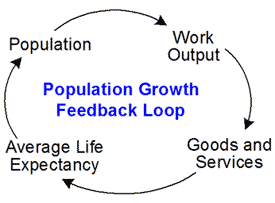 Population
Work
Output
Population Growth
Feedback Loop
Average Life
Expectancy
Goods and
Services